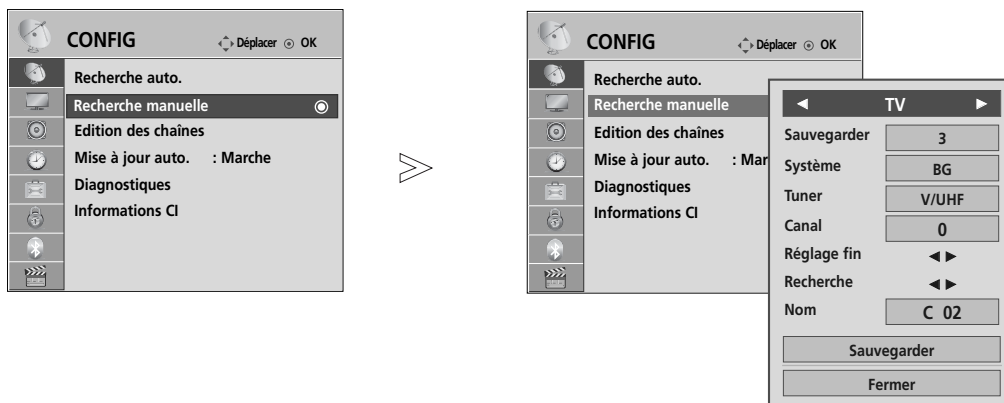 CONFIG
Déplacer OK
Recherche auto.
Recherche manuelle
Edition des chaînes
Mise à jour auto. : Marche
Diagnostiques
Informations CI
CONFIG
Déplacer OK
Recherche auto.
Recherche manuelle
Edition des chaînes
Mise à jour auto. : Mar
Diagnostiques
Informations CI
TV
Sauvegarder 3
Système BG
Tuner V/UHF
Canal 0
Réglage fin
Recherche
Nom C 02
Sauvegarder
Fermer